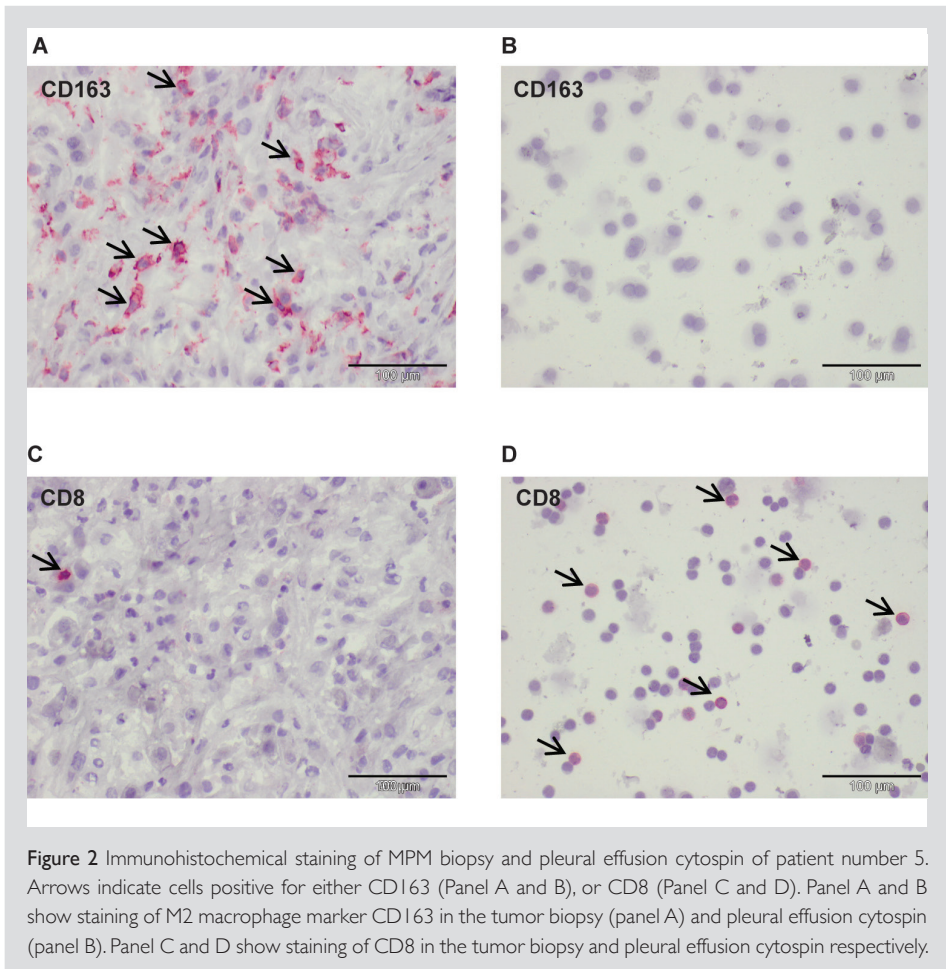 A
B
CD163
CD163
100 µm
100 µm
C
D
CD8
CD8
100 µm
100 µm
Figure 2 Immunohistochemical staining of MPM biopsy and pleural effusion cytospin of patient number 5.
Arrows indicate cells positive for either CD163 (Panel A and B), or CD8 (Panel C and D). Panel A and B
show staining of M2 macrophage marker CD163 in the tumor biopsy (panel A) and pleural effusion cytospin
(panel B). Panel C and D show staining of CD8 in the tumor biopsy and pleural effusion cytospin respectively.